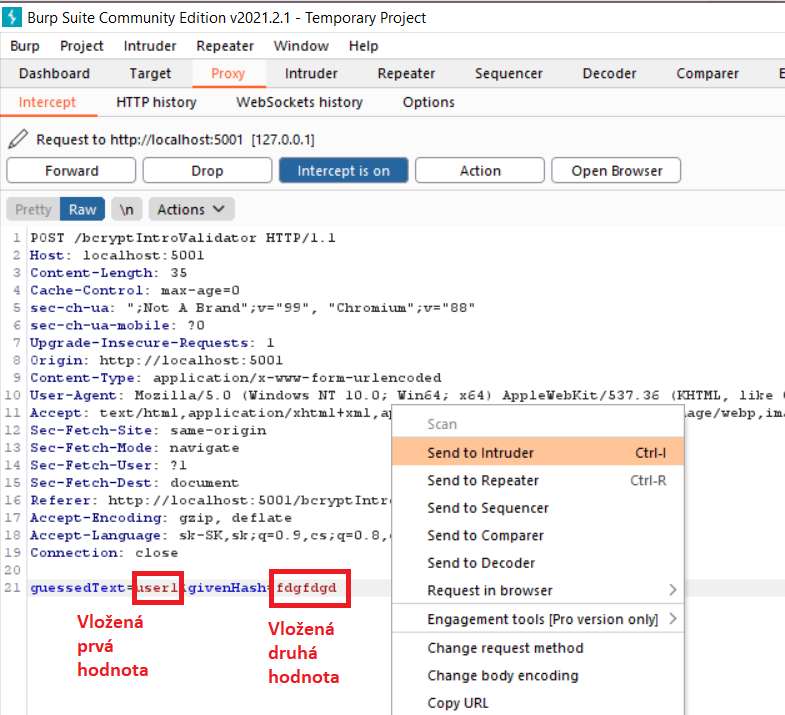 Burp Suite Community Edition v2021.2.1 - Temporary Project
Burp Project Intruder Repeater Window Help
Dashboard Target Proxy Intruder Repeater Sequencer Decoder Comparer
Intercept HTTP history WebSockets history Options
Request to http://localhost:5001 [127.0.0.1]
Forward Drop Intercept is on Action Open Browser
Pretty Raw \n Actions
1 POST /bcryptIntroValidator HTTP/1.1
2 Host: localhost:5001
3 Content-Length: 35
4 Cache-Control: max-age=0
5 sec-ch-ua: ";Not A Brand";v="99", "Chromium";v="88"
6 sec-ch-ua-mobile: ?0
7 Upgrade-Insecure-Requests: 1
8 Origin: http://localhost:5001
9 Content-Type: application/x-www-form-urlencoded
10 User-Agent: Mozilla/5.0 (Windows NT 10.0; Win64; x64) AppleWebKit/537.36 (KHTML, like
11 Accept: text/html,application/xhtml+xml,a age/webp,im
12 Sec-Fetch-Site: same-origin
13 Sec-Fetch-Mode: navigate
14 Sec-Fetch-User: ?1
15 Sec-Fetch-Dest: document
16 Referer: http://localhost:5001/bcryptIntr
17 Accept-Encoding: gzip, deflate
18 Accept-Language: sk-SK,sk;q=0.9,cs;q=0.8,
19 Connection: close
20
21 guessedText=user1&givenHash=fdgfdgd
Vložená
prvá
hodnota
Vložená
druhá
hodnota
Scan
Send to Intruder Ctrl-I
Send to Repeater Ctrl-R
Send to Sequencer
Send to Comparer
Send to Decoder
Request in browser
Engagement tools [Pro version only]
Change request method
Change body encoding
Copy URL